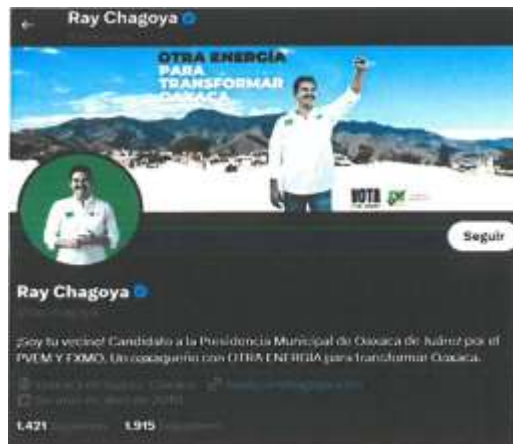 Ray Chagoya
OTRA ENERGÍA
PARA
TRANSFORMAR
OAXACA
VOTA
Seguir
Ray Chagoya
¡Soy tu vecino! Candidato a la Presidencia Municipal de Oaxaca de Juárez por el
PVEM Y FXMO. Un oaxaqueño con OTRA ENERGÍA para transformar Oaxaca.
1.421 1.915